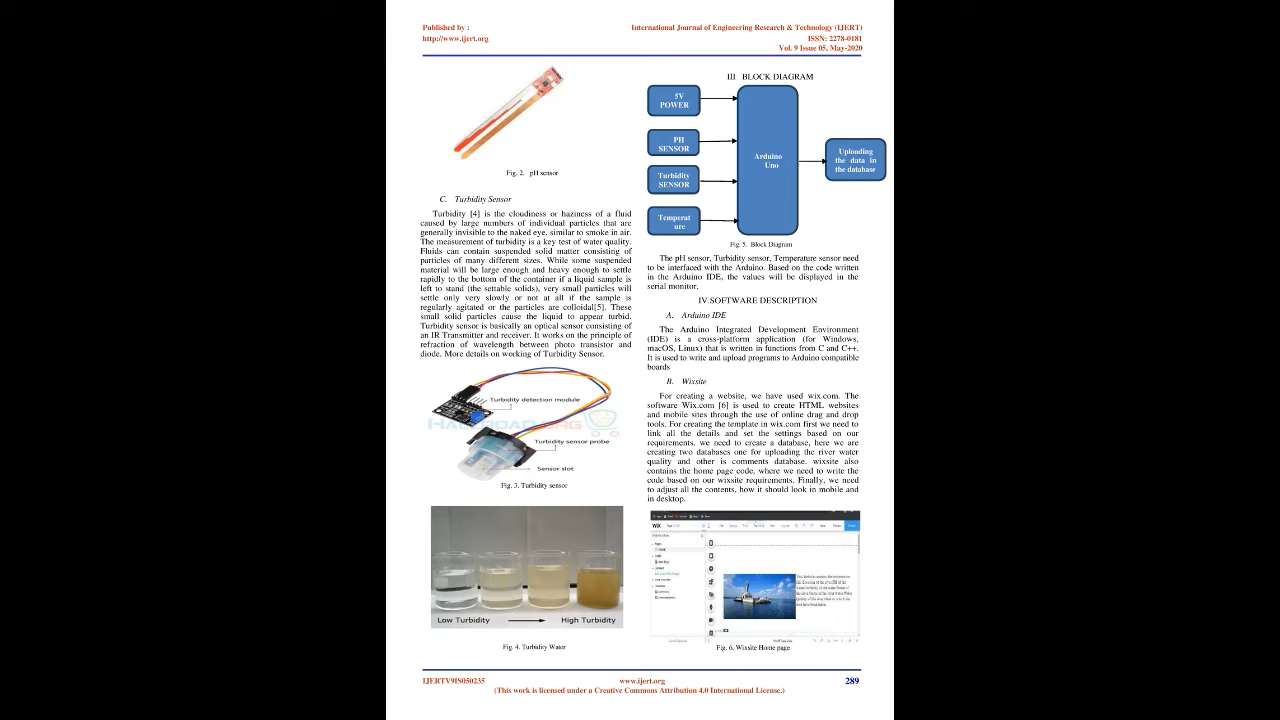 Published by :
http://www.ijert.org
International Journal of Engineering Research & Technology (IJERT)
ISSN: 2278-0181
Vol. 9 Issue 05, May-2020
Fig. 2. pH sensor
C. Turbidity Sensor
Turbidity [4] is the cloudiness or haziness of a fluid
caused by large numbers of individual particles that are
generally invisible to the naked eye, similar to smoke in air.
The measurement of turbidity is a key test of water quality.
Fluids can contain suspended solid matter consisting of
particles of many different sizes. While some suspended
material will be large enough and heavy enough to settle
rapidly to the bottom of the container if a liquid sample is
left to stand (the settable solids), very small particles will
settle only very slowly or not at all if the sample is
regularly agitated or the particles are colloidal[5]. These
small solid particles cause the liquid to appear turbid.
Turbidity sensor is basically an optical sensor consisting of
an IR Transmitter and receiver. It works on the principle of
refraction of wavelength between photo transistor and
diode. More details on working of Turbidity Sensor.
Turbidity detection module
Turbidity sensor probe
Sensor slot
Fig. 3. Turbidity sensor
Low Turbidity
High Turbidity
Fig. 4. Turbidity Water
III BLOCK DIAGRAM
5V
POWER
PH
SENSOR
Turbidity
SENSOR
Temperat
ure
Arduino
Uno
Uploading
the data in
the database
Fig. 5. Block Diagram
The pH sensor, Turbidity sensor, Temperature sensor need
to be interfaced with the Arduino. Based on the code written
in the Arduino IDE, the values will be displayed in the
serial monitor.
IV.SOFTWARE DESCRIPTION
A. Arduino IDE
The Arduino Integrated Development Environment
(IDE) is a cross-platform application (for Windows,
macOS, Linux) that is written in functions from C and C++.
It is used to write and upload programs to Arduino compatible
boards
B. Wixsite
For creating a website, we have used wix.com. The
software Wix.com [6] is used to create HTML websites
and mobile sites through the use of online drag and drop
tools. For creating the template in wix.com first we need to
link all the details and set the settings based on our
requirements. we need to create a database, here we are
creating two databases one for uploading the river water
quality and other is comments database. wixsite also
contains the home page code, where we need to write the
code based on our wixsite requirements. Finally, we need
to adjust all the contents, how it should look in mobile and
in desktop.
WIX
Fig. 6. Wixsite Home page
IJERTV9IS050235
www.ijert.org
289
(This work is licensed under a Creative Commons Attribution 4.0 International License.)